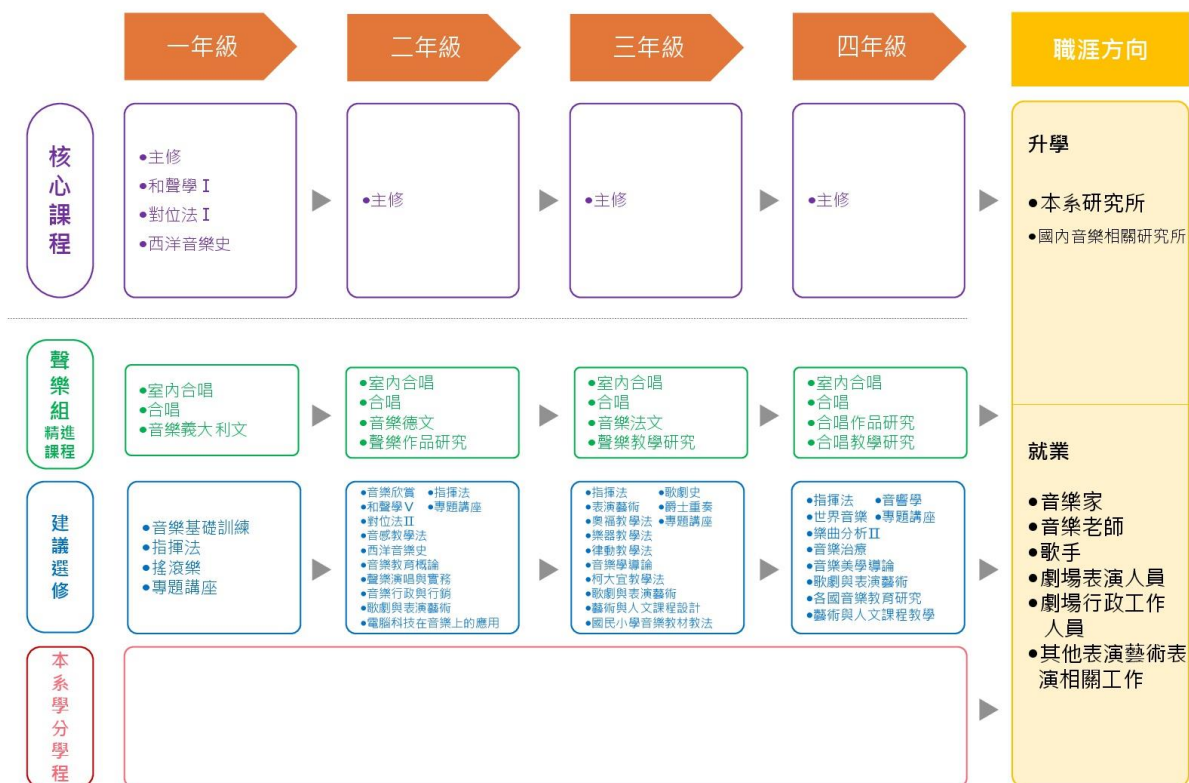 一年級
二年級
三年級
四年級
職涯方向
核心課程
●主修
●和聲學Ⅰ
●對位法Ⅰ
●西洋音樂史
●主修
●主修
●主修
升學
●本系研究所
●國內音樂相關研究所
聲樂組
精進
課程
●室內合唱
●合唱
●音樂義大利文
●室內合唱
●合唱
●音樂德文
●聲樂作品研究
●室內合唱
●合唱
●音樂法文
●聲樂教學研究
●室內合唱
●合唱
●合唱作品研究
●合唱教學研究
建議選修
●音樂基礎訓練
●指揮法
●搖滾樂
●專題講座
●音樂欣賞 ●指揮法
●和聲學Ⅴ ●專題講座
●對位法Ⅱ
●音感教學法
●西洋音樂史
●音樂教育概論
●聲樂演唱與實務
●音樂行政與行銷
●歌劇與表演藝術
●電腦科技在音樂上的應用
●指揮法 ●歌劇史
●表演藝術 ●爵士重奏
●奧福教學法 ●專題講座
●樂器教學法
●律動教學法
●音樂學導論
●柯大宜教學法
●歌劇與表演藝術
●藝術與人文課程設計
●國民小學音樂教材教法
●指揮法 ●音響學
●世界音樂 ●專題講座
●樂曲分析Ⅱ
●音樂治療
●音樂美學導論
●歌劇與表演藝術
●各國音樂教育研究
●藝術與人文課程教學
就業
●音樂家
●音樂老師
●歌手
●劇場表演人員
●劇場行政工作
人員
●其他表演藝術表
演相關工作
本系學分學程